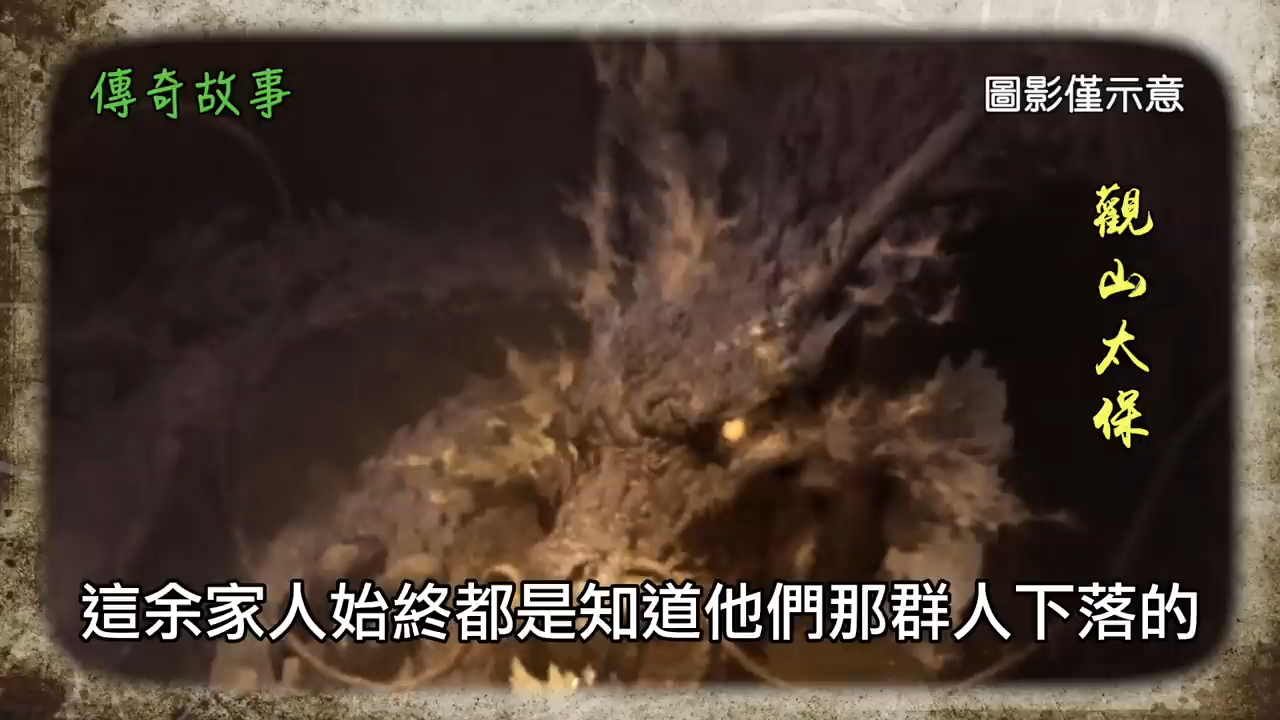 傳奇故事
圖影僅示意
觀山太保
這余家人始終都是知道他們那群人下落的